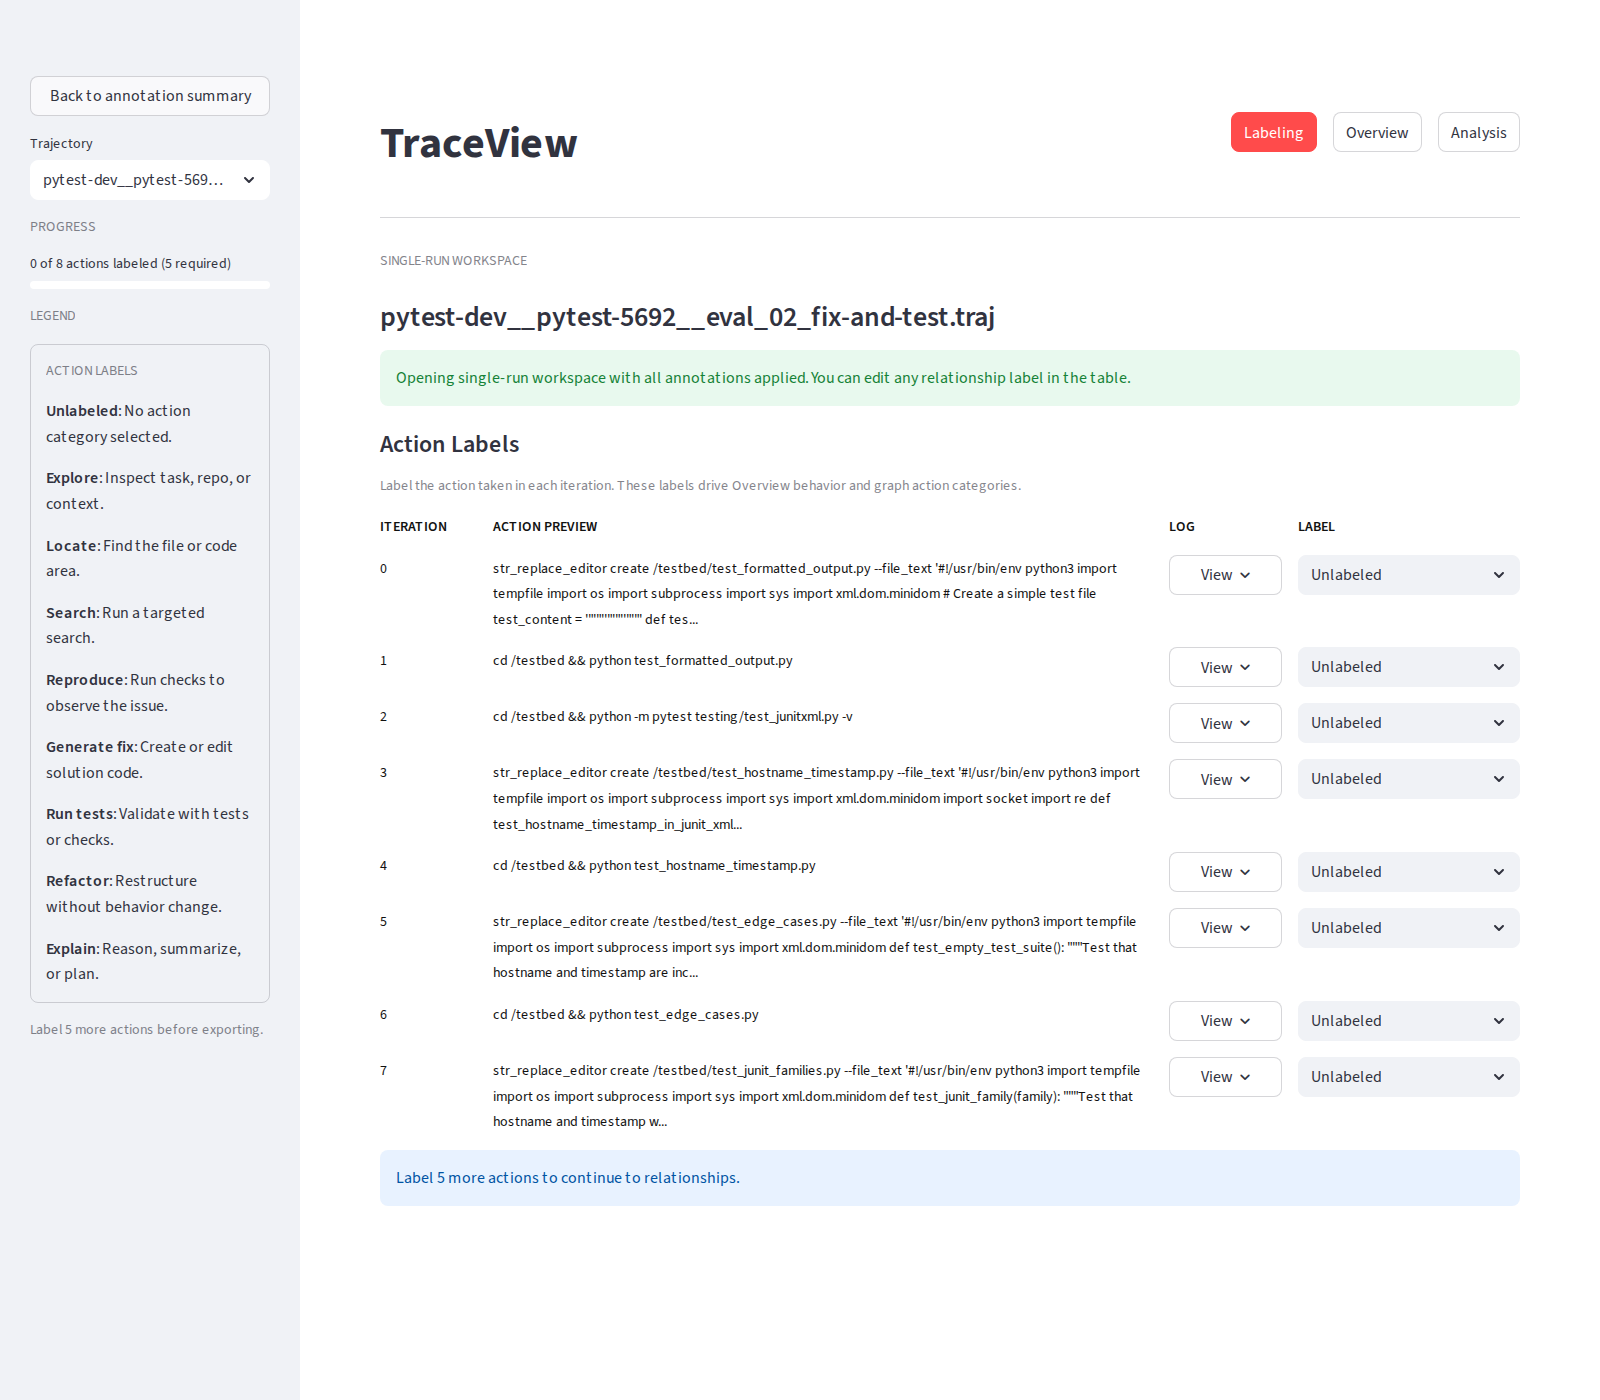 Back to annotation summary
Trajectory
pytest-dev__pytest-569…
PROGRESS
0 of 8 actions labeled (5 required)
LEGEND
ACTION LABELS
Unlabeled: No action
category selected.
Explore: Inspect task, repo, or
context.
Locate: Find the file or code
area.
Search: Run a targeted
search.
Reproduce: Run checks to
observe the issue.
Generate fix: Create or edit
solution code.
Run tests: Validate with tests
or checks.
Refactor: Restructure
without behavior change.
Explain: Reason, summarize,
or plan.
Label 5 more actions before exporting.
TraceView
Labeling
Overview
Analysis
SINGLE-RUN WORKSPACE
pytest-dev__pytest-5692__eval_02_fix-and-test.traj
Opening single-run workspace with all annotations applied. You can edit any relationship label in the table.
Action Labels
Label the action taken in each iteration. These labels drive Overview behavior and graph action categories.
ITERATION ACTION PREVIEW LOG LABEL
0 str_replace_editor create /testbed/test_formatted_output.py --file_text '#!/usr/bin/env python3 import View Unlabeled
tempfile import os import subprocess import sys import xml.dom.minidom # Create a simple test file
test_content = '"'"'"'"'"'"'"'"'" def tes...
1 cd /testbed && python test_formatted_output.py View Unlabeled
2 cd /testbed && python -m pytest testing/test_junitxml.py -v View Unlabeled
3 str_replace_editor create /testbed/test_hostname_timestamp.py --file_text '#!/usr/bin/env python3 import View Unlabeled
tempfile import os import subprocess import sys import xml.dom.minidom import socket import re def
test_hostname_timestamp_in_junit_xml...
4 cd /testbed && python test_hostname_timestamp.py View Unlabeled
5 str_replace_editor create /testbed/test_edge_cases.py --file_text '#!/usr/bin/env python3 import tempfile View Unlabeled
import os import subprocess import sys import xml.dom.minidom def test_empty_test_suite(): """Test that
hostname and timestamp are inc...
6 cd /testbed && python test_edge_cases.py View Unlabeled
7 str_replace_editor create /testbed/test_junit_families.py --file_text '#!/usr/bin/env python3 import tempfile View Unlabeled
import os import subprocess import sys import xml.dom.minidom def test_junit_family(family): """Test that
hostname and timestamp w...
Label 5 more actions to continue to relationships.